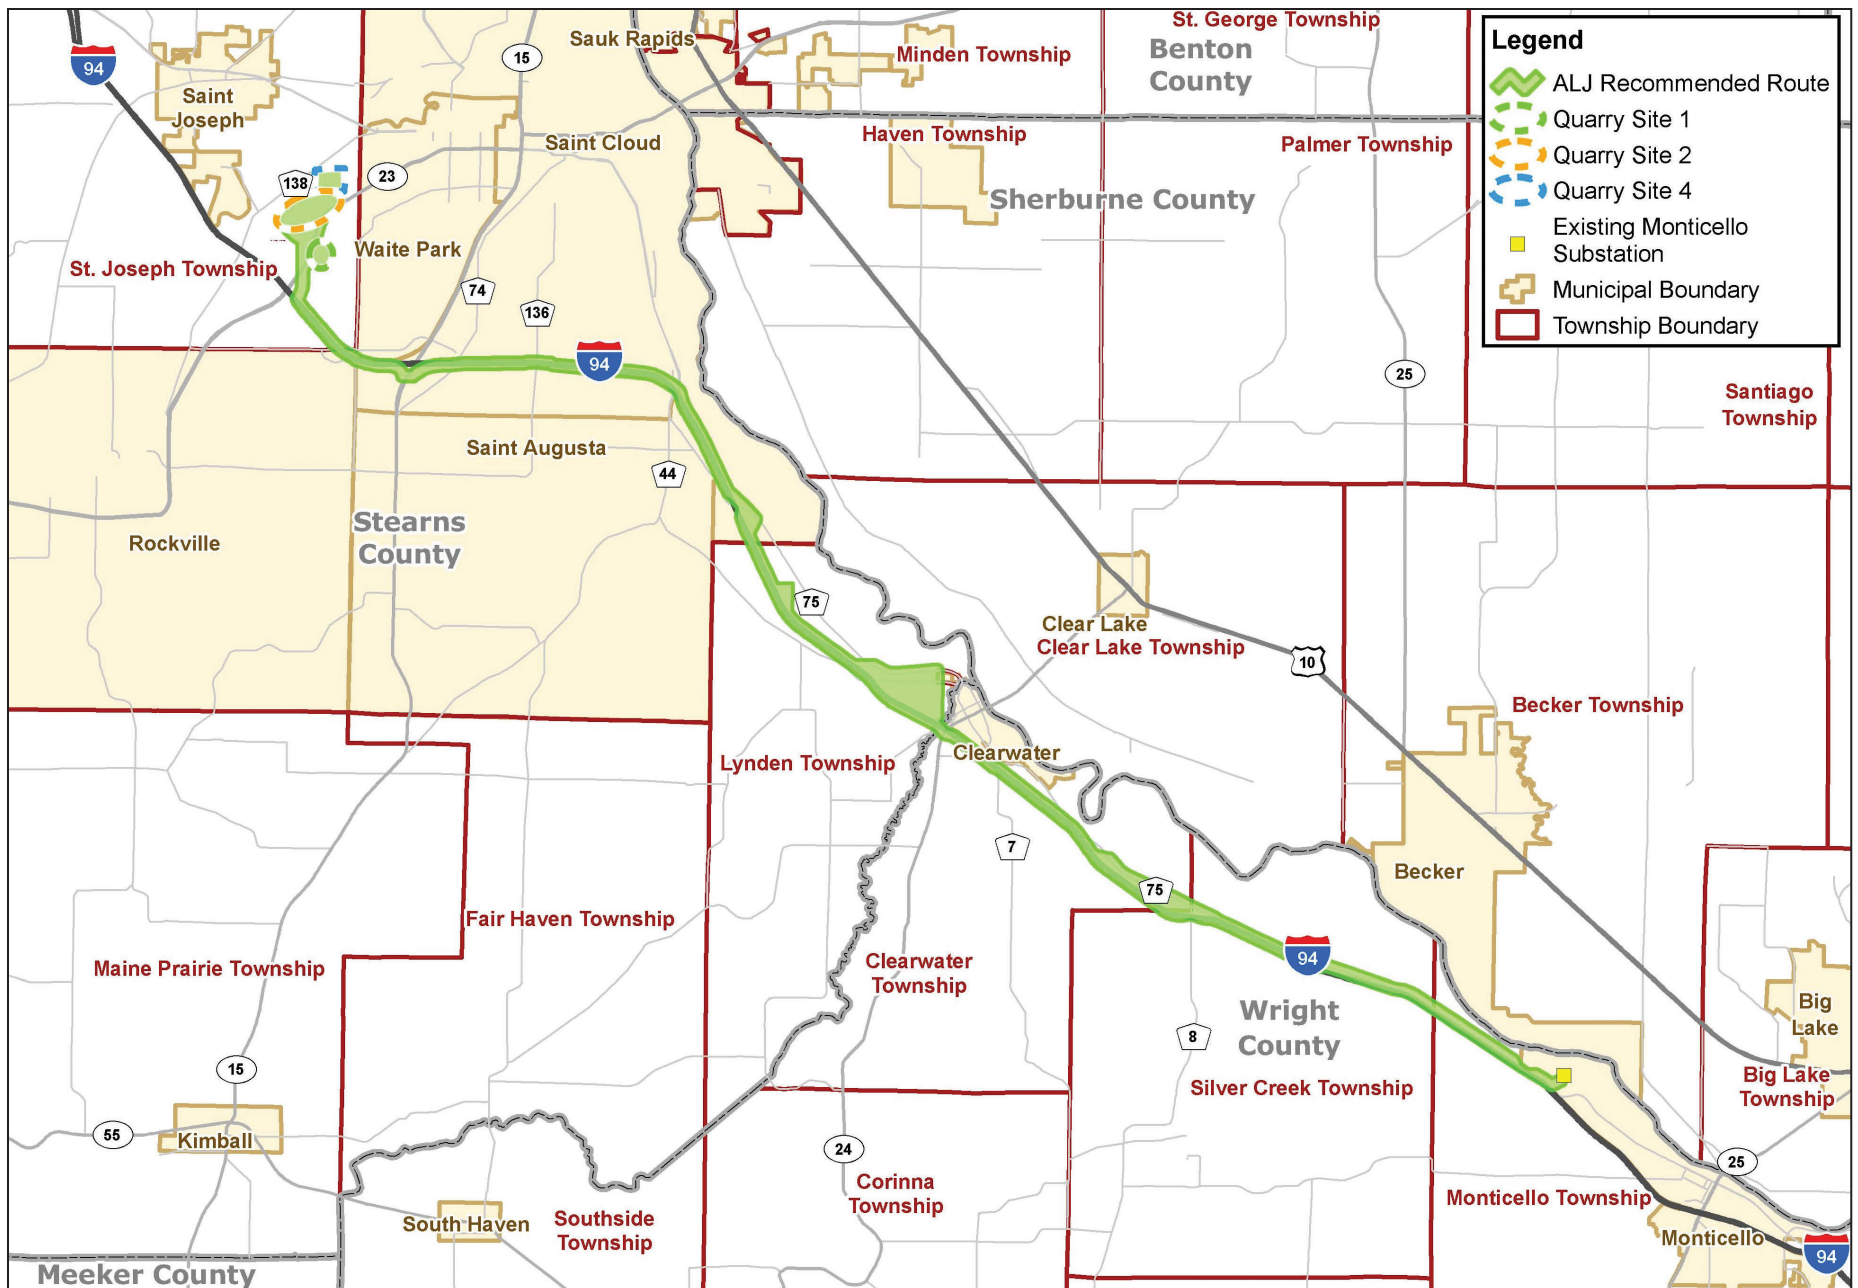 St. George Township
Sauk Rapids
Benton
County
Minden Township
15
94
Saint
Joseph
Haven Township
Saint Cloud
Palmer Township
138
23
Sherburne County
Waite Park
St. Joseph Township
74
136
94
25
Santiago
Township
Saint Augusta
44
Stearns
County
Rockville
75
Clear Lake
Clear Lake Township
10
Becker Township
Clearwater
Lynden Township
7
Becker
75
Fair Haven Township
94
Maine Prairie Township
Clearwater
Township
Wright
County
Big
Lake
8
15
Silver Creek Township
Big Lake
Township
55
Kimball
24
25
Corinna
Township
Monticello Township
South Haven
Southside
Township
Monticello
94
Meeker County
Legend
ALJ Recommended Route
Quarry Site 1
Quarry Site 2
Quarry Site 4
Existing Monticello
Substation
Municipal Boundary
Township Boundary